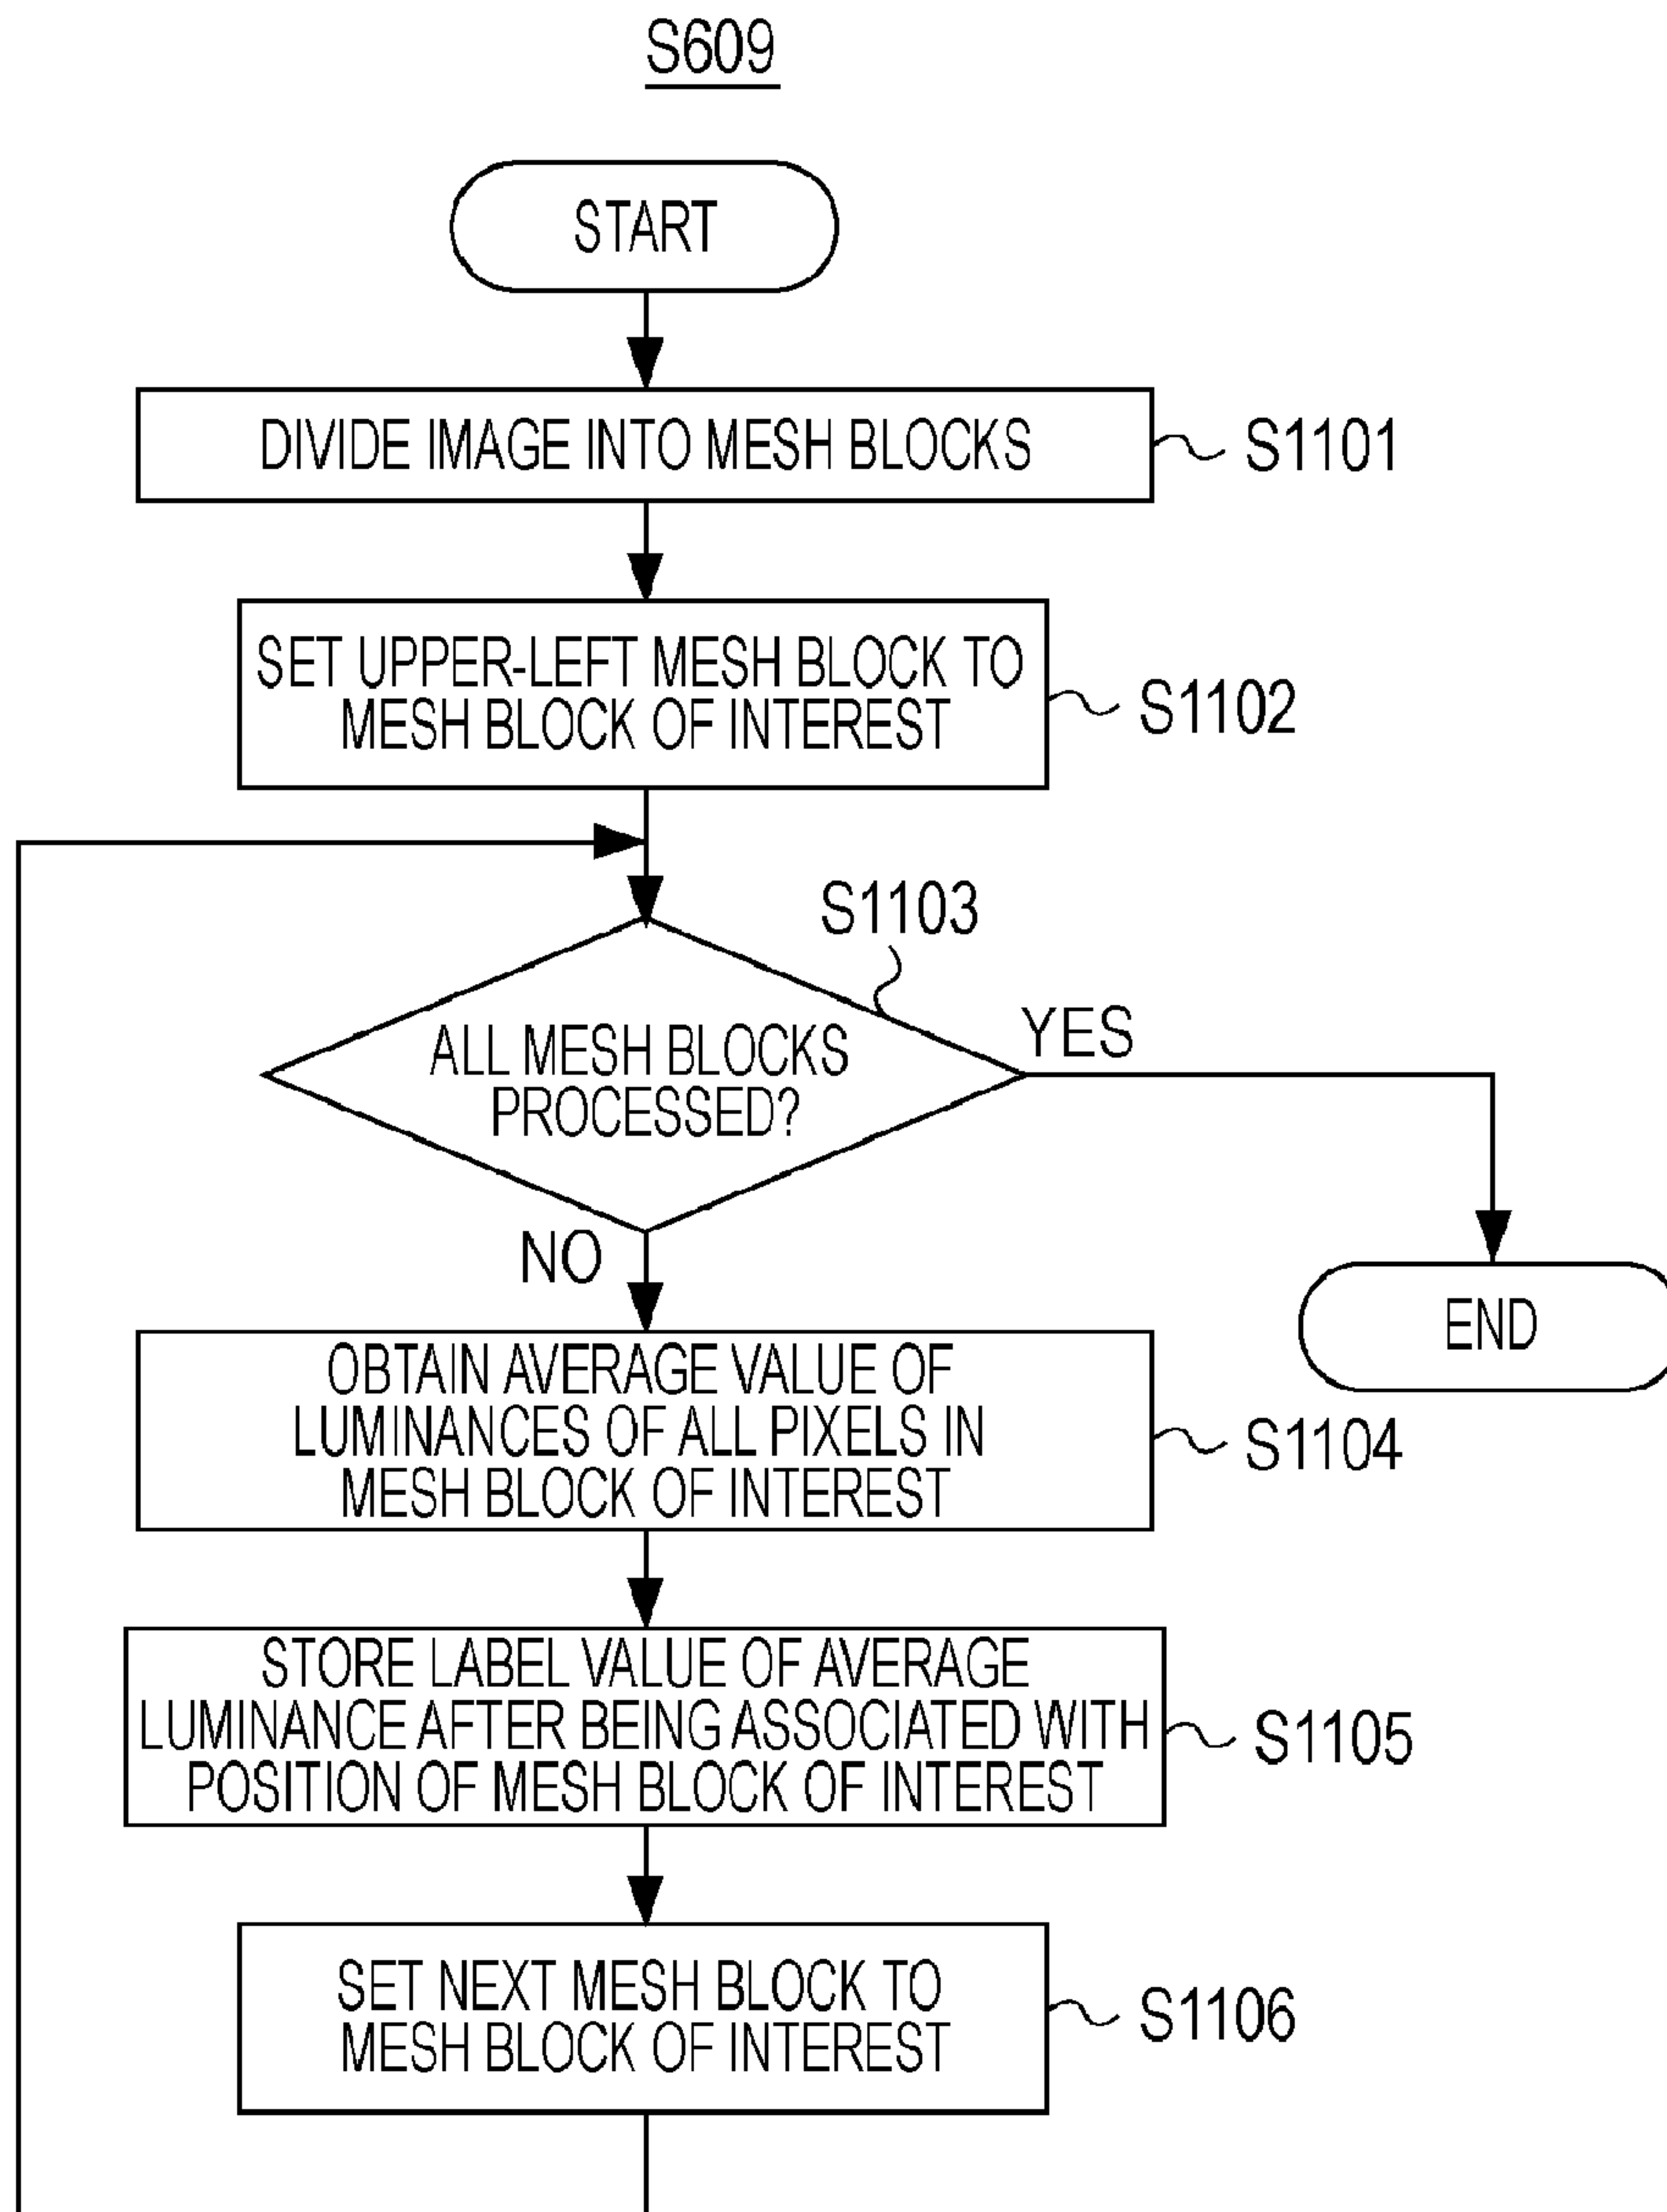 S609
START
DIVIDE IMAGE INTO MESH BLOCKS
S1101
SET UPPER-LEFT MESH BLOCK TO
MESH BLOCK OF INTEREST
S1102
S1103
ALL MESH BLOCKS
PROCESSED?
YES
NO
END
OBTAIN AVERAGE VALUE OF
LUMINANCES OF ALL PIXELS IN
MESH BLOCK OF INTEREST
S1104
STORE LABEL VALUE OF AVERAGE
LUMINANCE AFTER BEING ASSOCIATED WITH
POSITION OF MESH BLOCK OF INTEREST
S1105
SET NEXT MESH BLOCK TO
MESH BLOCK OF INTEREST
S1106